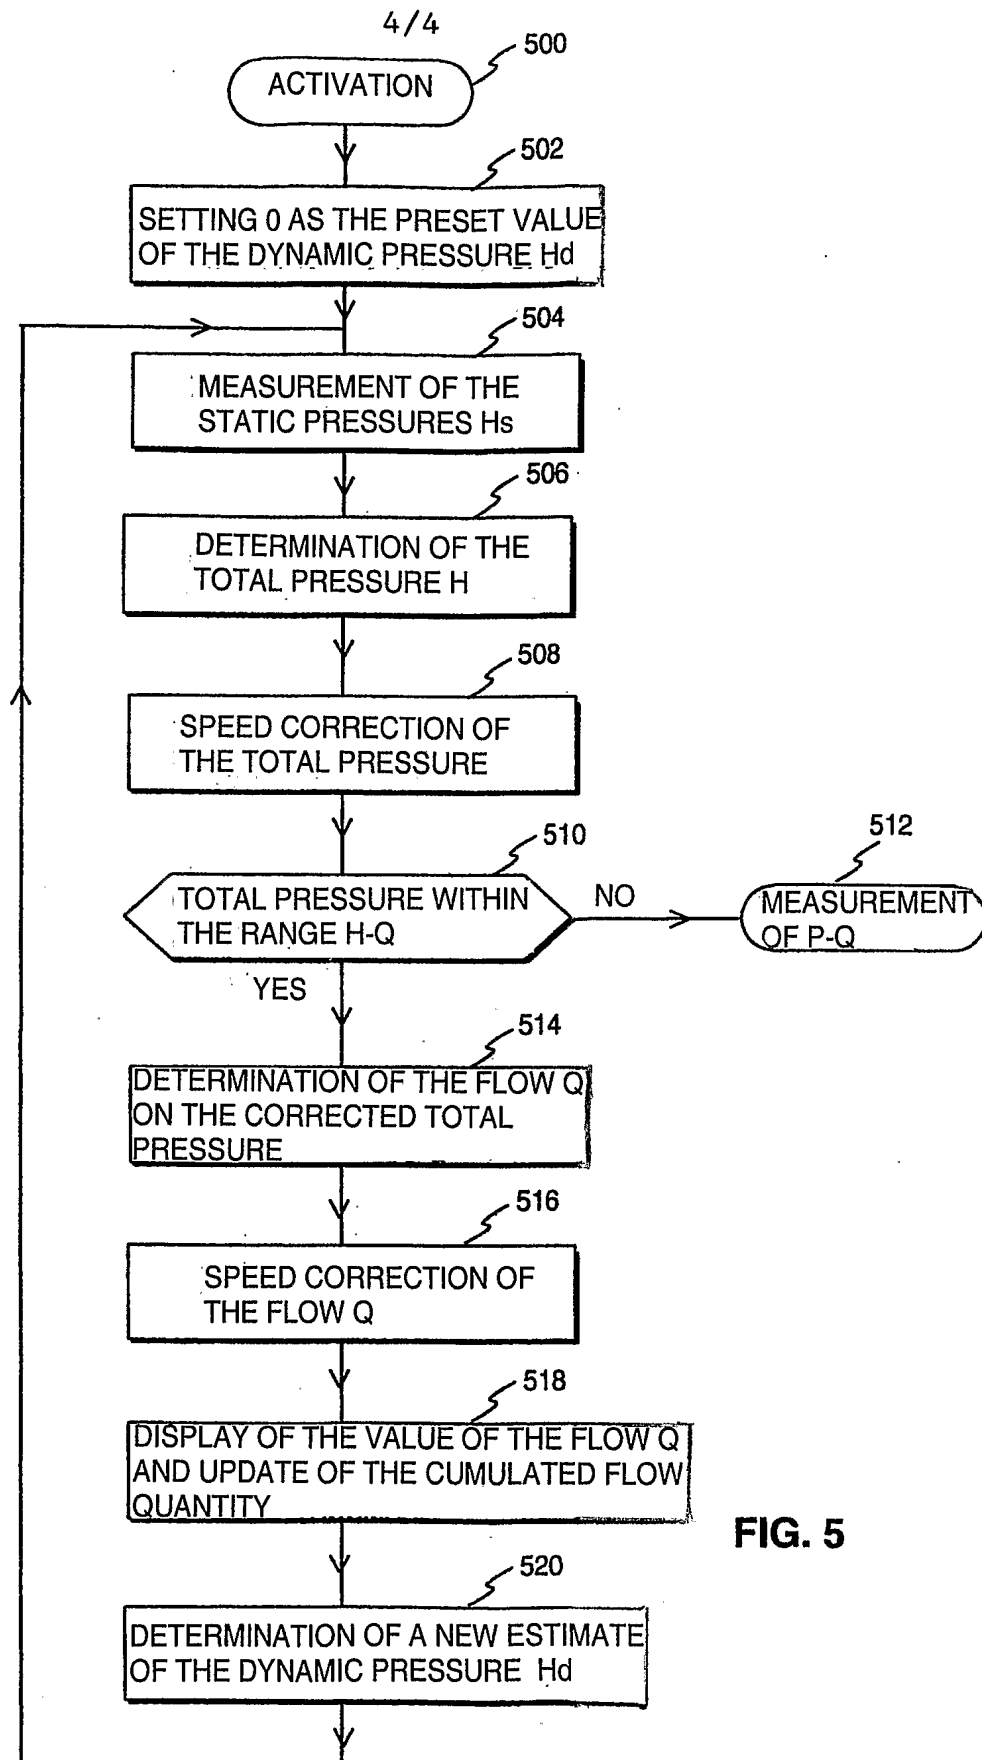 4/4
500
ACTIVATION
502
SETTING 0 AS THE PRESET VALUE
OF THE DYNAMIC PRESSURE Hd
504
MEASUREMENT OF THE
STATIC PRESSURES Hs
506
DETERMINATION OF THE
TOTAL PRESSURE H
508
SPEED CORRECTION OF
THE TOTAL PRESSURE
510
TOTAL PRESSURE WITHIN
THE RANGE H-Q
NO
512
MEASUREMENT
OF P-Q
YES
514
DETERMINATION OF THE FLOW Q
ON THE CORRECTED TOTAL
PRESSURE
516
SPEED CORRECTION OF
THE FLOW Q
518
DISPLAY OF THE VALUE OF THE FLOW Q
AND UPDATE OF THE CUMULATED FLOW
QUANTITY
FIG. 5
520
DETERMINATION OF A NEW ESTIMATE
OF THE DYNAMIC PRESSURE Hd